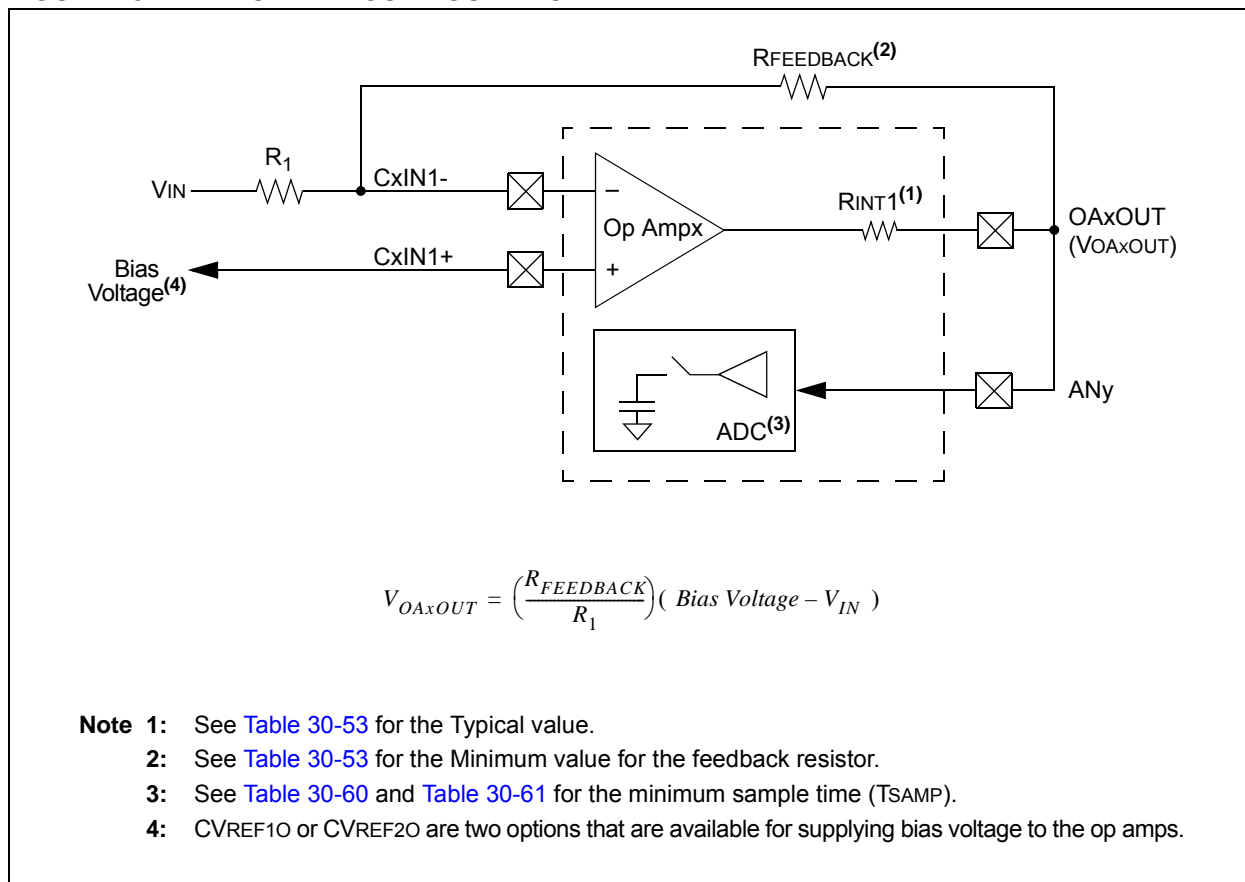 RFEEDBACK(2)
R1
VIN
CxIN1-
–
RINT1(1)
Op Ampx
OAxOUT
(VOAxOUT)
CxIN1+
+
Bias
Voltage(4)
ANy
ADC(3)
VOAxOUT = (RFEEDBACK / R1)( Bias Voltage – VIN )
Note 1: See Table 30-53 for the Typical value.
2: See Table 30-53 for the Minimum value for the feedback resistor.
3: See Table 30-60 and Table 30-61 for the minimum sample time (TSAMP).
4: CVREF1O or CVREF2O are two options that are available for supplying bias voltage to the op amps.